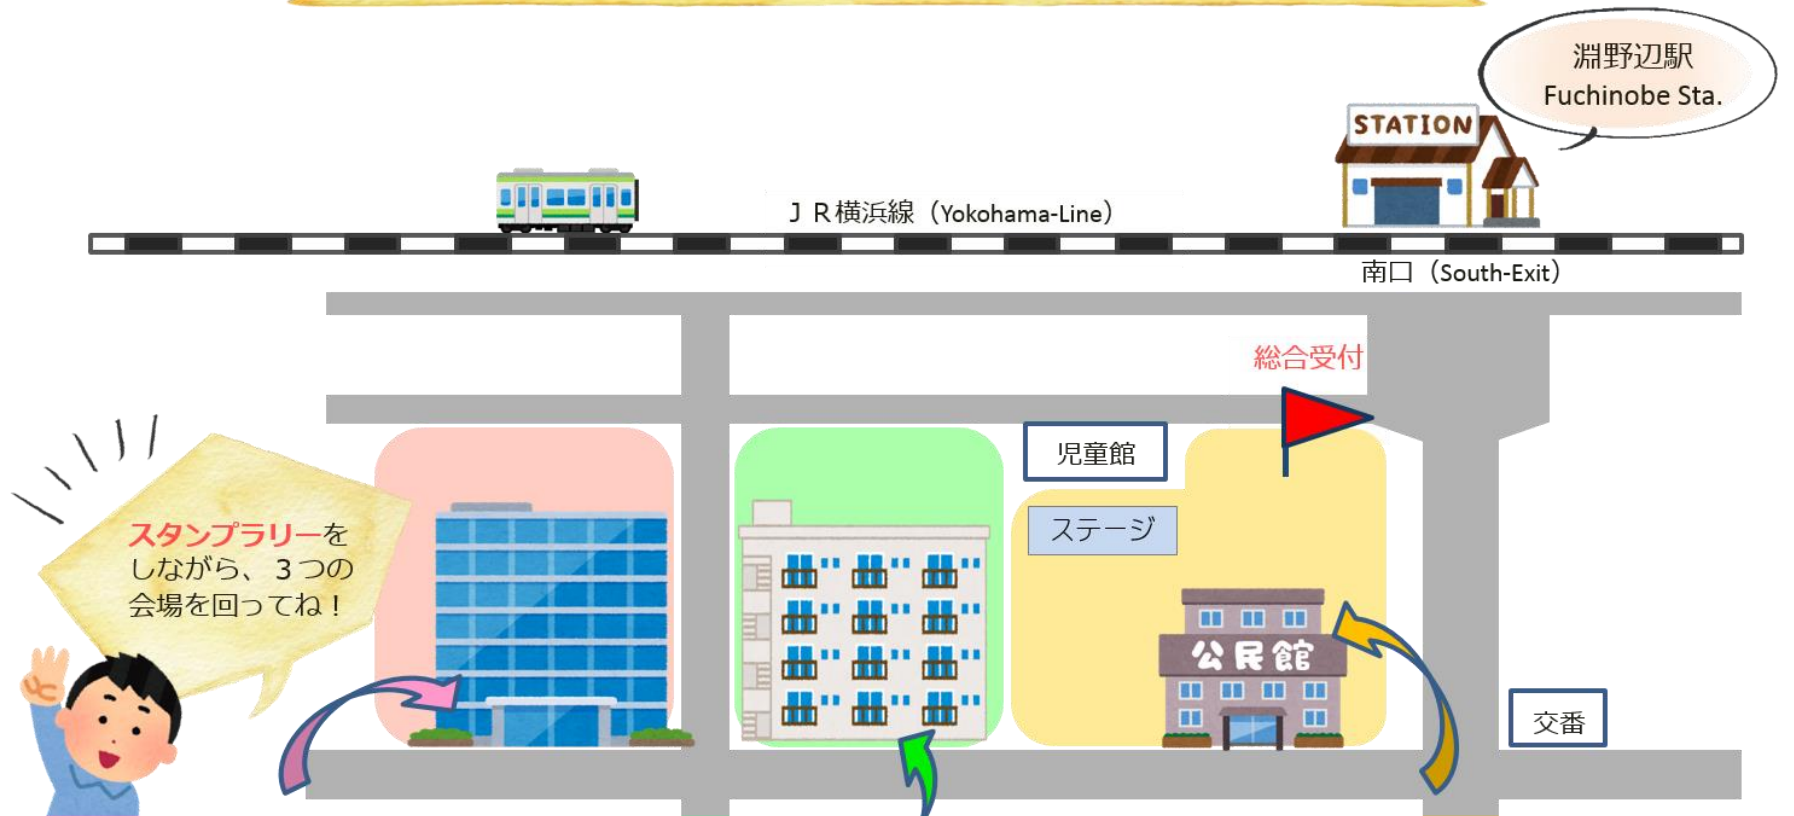 淵野辺駅
Fuchinobe Sta.
STATION
ＪＲ横浜線（Yokohama-Line）
南口（South-Exit）
総合受付
児童館
ステージ
スタンプラリーを
しながら、３つの
会場を回ってね！
公民館
交番